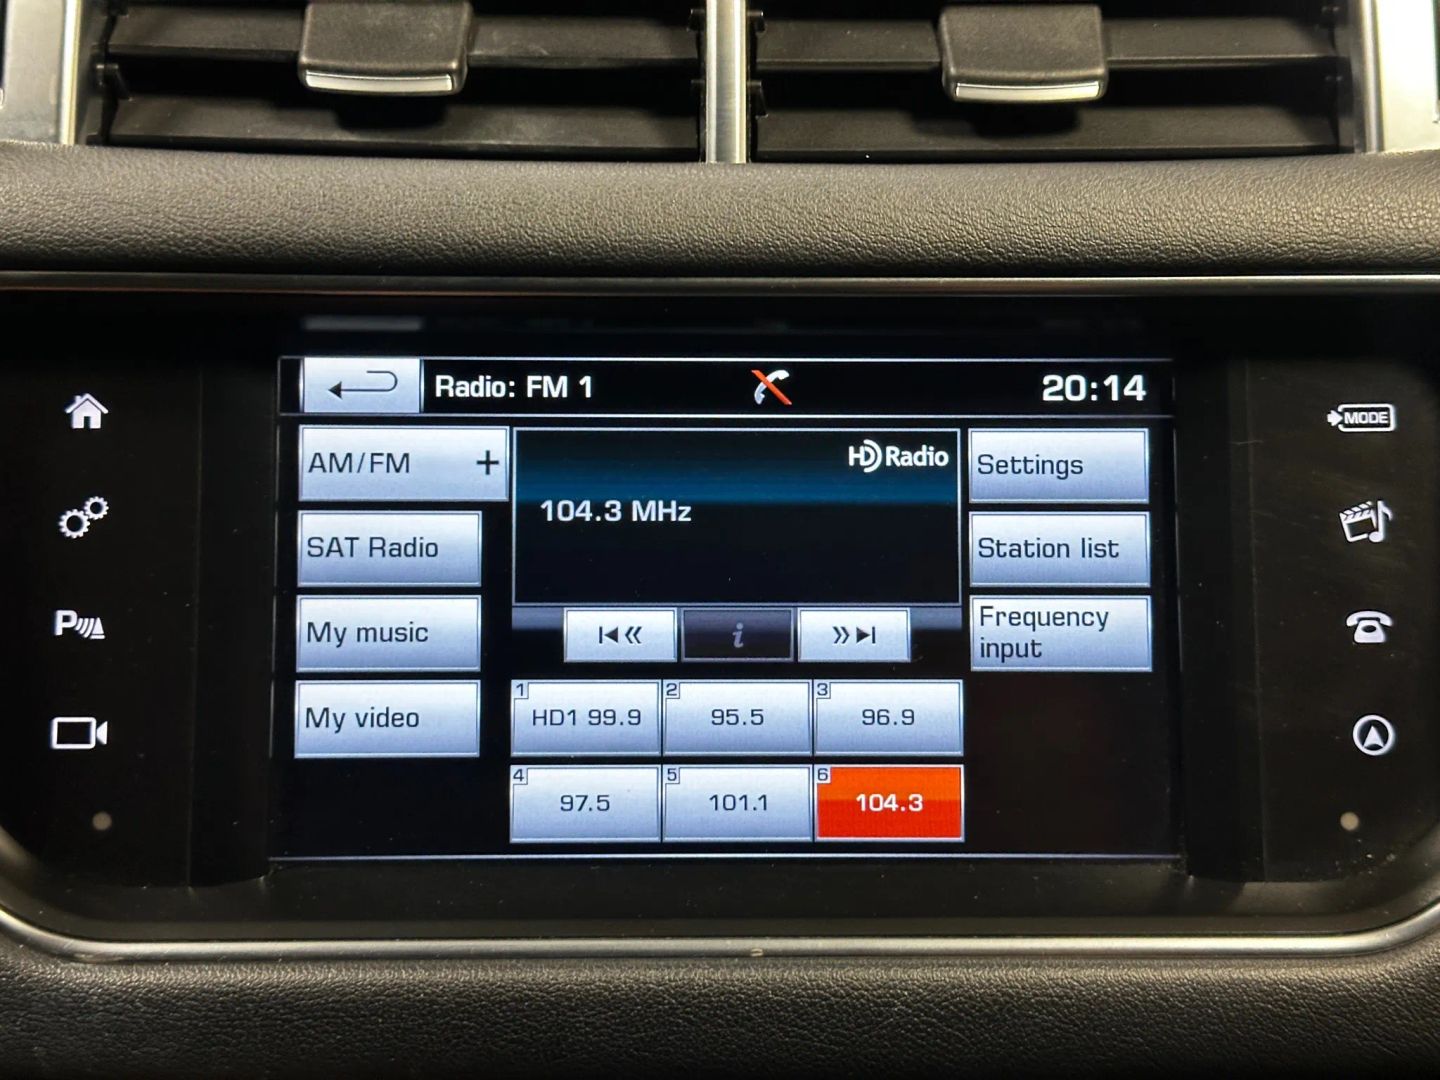 Radio: FM 1
20:14
MODE
AM/FM +
HD Radio
Settings
104.3 MHz
SAT Radio
Station list
My music
i
Frequency
input
P
My video
1
HD1 99.9
2
95.5
3
96.9
4
97.5
5
101.1
6
104.3